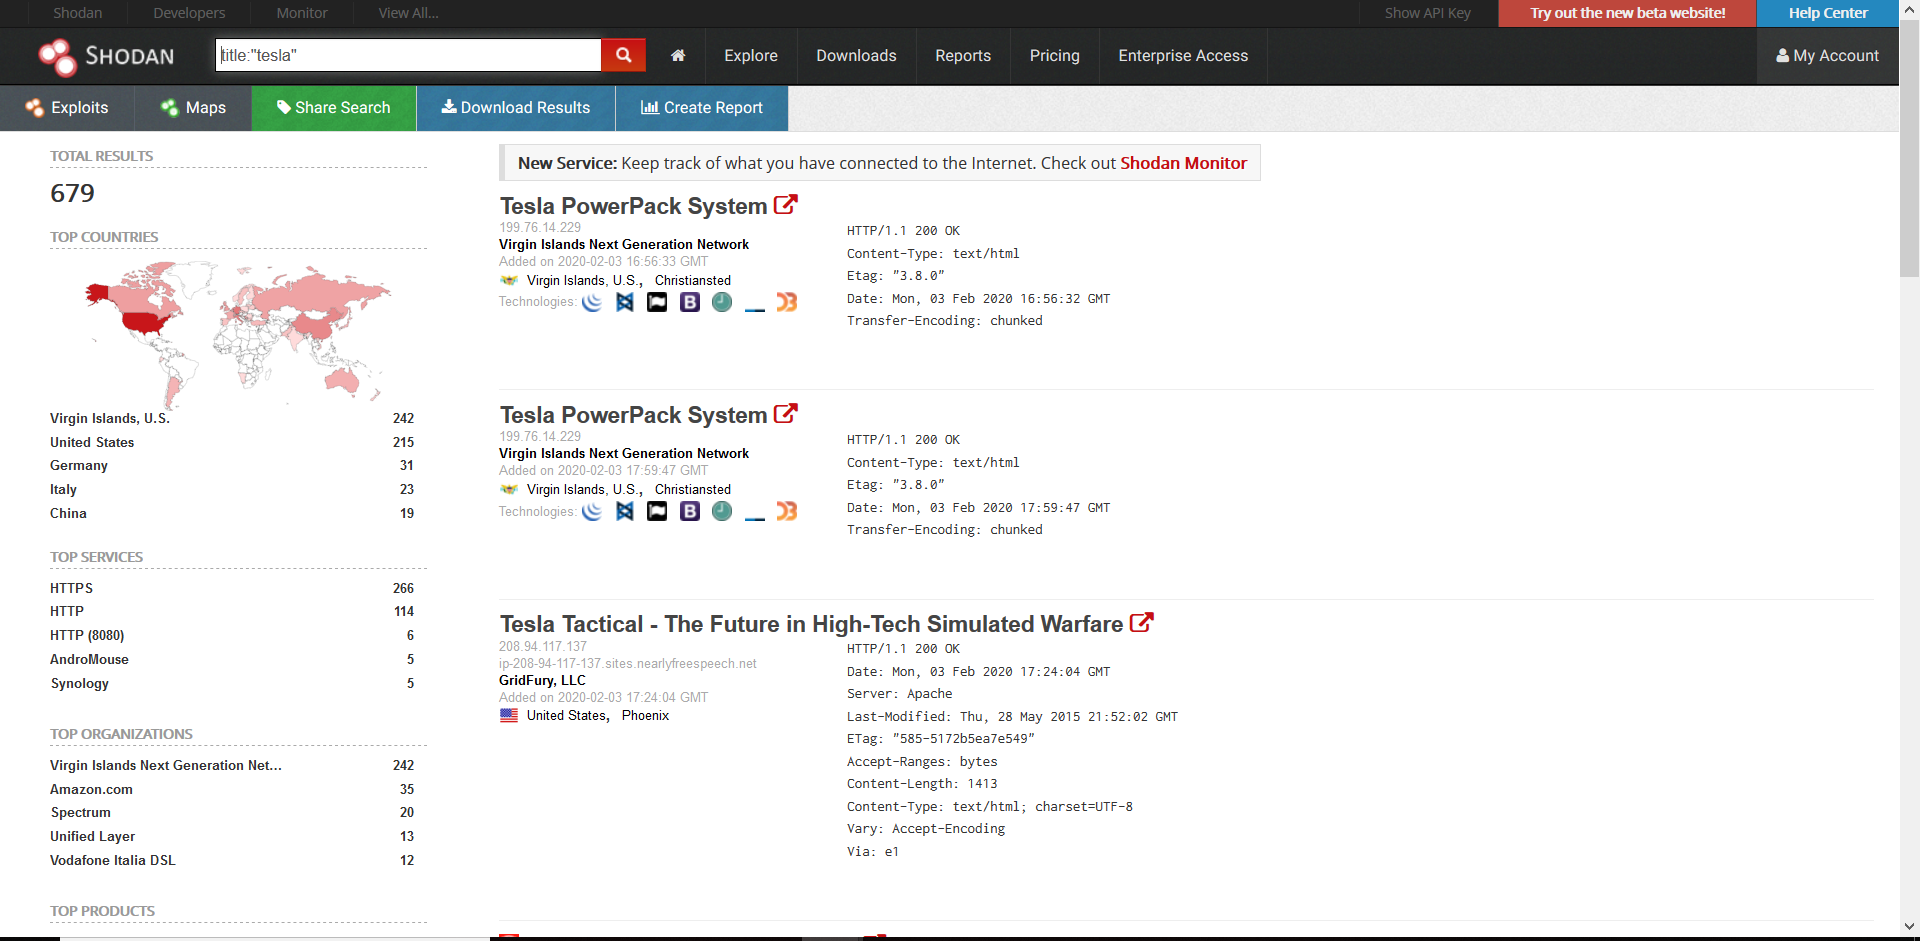 Shodan Developers Monitor View All... Show API Key Try out the new beta website! Help Center
SHODAN title:"tesla" Explore Downloads Reports Pricing Enterprise Access My Account
Exploits Maps Share Search Download Results Create Report
TOTAL RESULTS
679
TOP COUNTRIES
Virgin Islands, U.S. 242
United States 215
Germany 31
Italy 23
China 19
TOP SERVICES
HTTPS 266
HTTP 114
HTTP (8080) 6
AndroMouse 5
Synology 5
TOP ORGANIZATIONS
Virgin Islands Next Generation Net... 242
Amazon.com 35
Spectrum 20
Unified Layer 13
Vodafone Italia DSL 12
TOP PRODUCTS
New Service: Keep track of what you have connected to the Internet. Check out Shodan Monitor
Tesla PowerPack System
199.76.14.229
Virgin Islands Next Generation Network
Added on 2020-02-03 16:56:33 GMT
Virgin Islands, U.S., Christiansted
Technologies:
HTTP/1.1 200 OK
Content-Type: text/html
Etag: "3.8.0"
Date: Mon, 03 Feb 2020 16:56:32 GMT
Transfer-Encoding: chunked
Tesla PowerPack System
199.76.14.229
Virgin Islands Next Generation Network
Added on 2020-02-03 17:59:47 GMT
Virgin Islands, U.S., Christiansted
Technologies:
HTTP/1.1 200 OK
Content-Type: text/html
Etag: "3.8.0"
Date: Mon, 03 Feb 2020 17:59:47 GMT
Transfer-Encoding: chunked
Tesla Tactical - The Future in High-Tech Simulated Warfare
208.94.117.137
ip-208-94-117-137.sites.nearlyfreespeech.net
GridFury, LLC
Added on 2020-02-03 17:24:04 GMT
United States, Phoenix
HTTP/1.1 200 OK
Date: Mon, 03 Feb 2020 17:24:04 GMT
Server: Apache
Last-Modified: Thu, 28 May 2015 21:52:02 GMT
ETag: "585-5172b5ea7e549"
Accept-Ranges: bytes
Content-Length: 1413
Content-Type: text/html; charset=UTF-8
Vary: Accept-Encoding
Via: e1